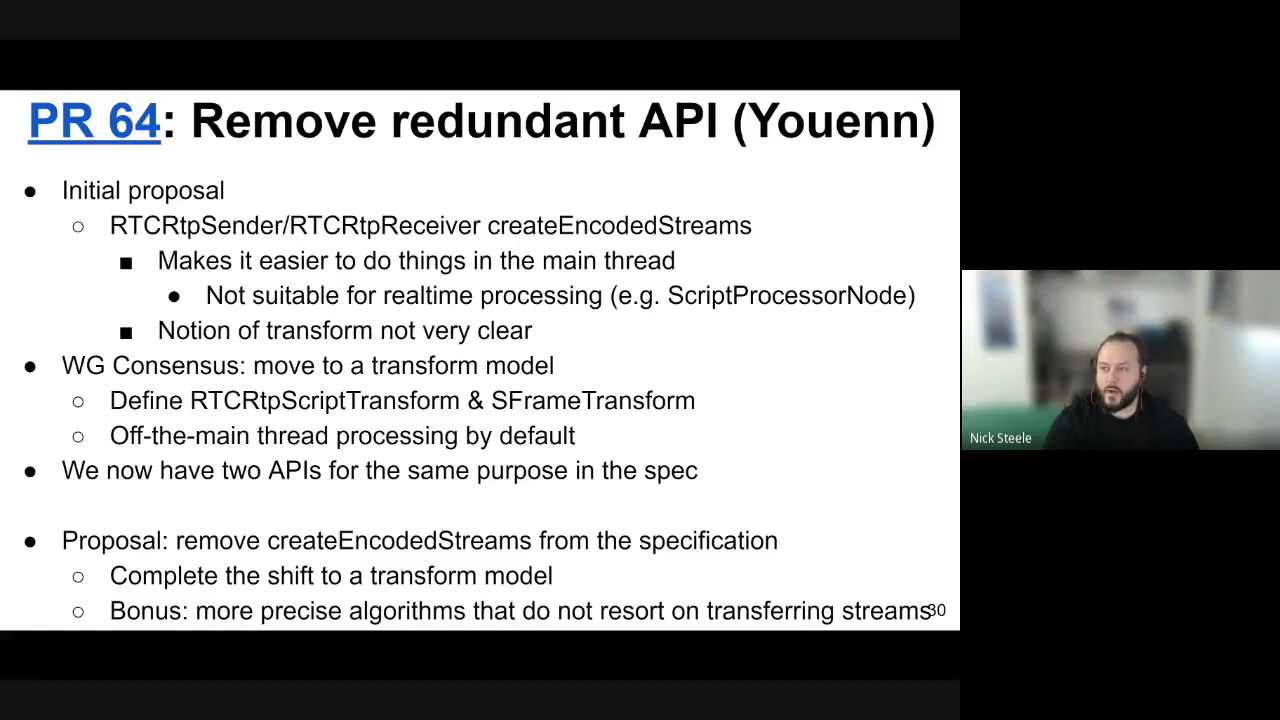 PR 64: Remove redundant API (Youenn)
● Initial proposal
○ RTCRtpSender/RTCRtpReceiver createEncodedStreams
■ Makes it easier to do things in the main thread
● Not suitable for realtime processing (e.g. ScriptProcessorNode)
■ Notion of transform not very clear
● WG Consensus: move to a transform model
○ Define RTCRtpScriptTransform & SFrameTransform
○ Off-the-main thread processing by default
● We now have two APIs for the same purpose in the spec
● Proposal: remove createEncodedStreams from the specification
○ Complete the shift to a transform model
○ Bonus: more precise algorithms that do not resort on transferring streams
30
Nick Steele